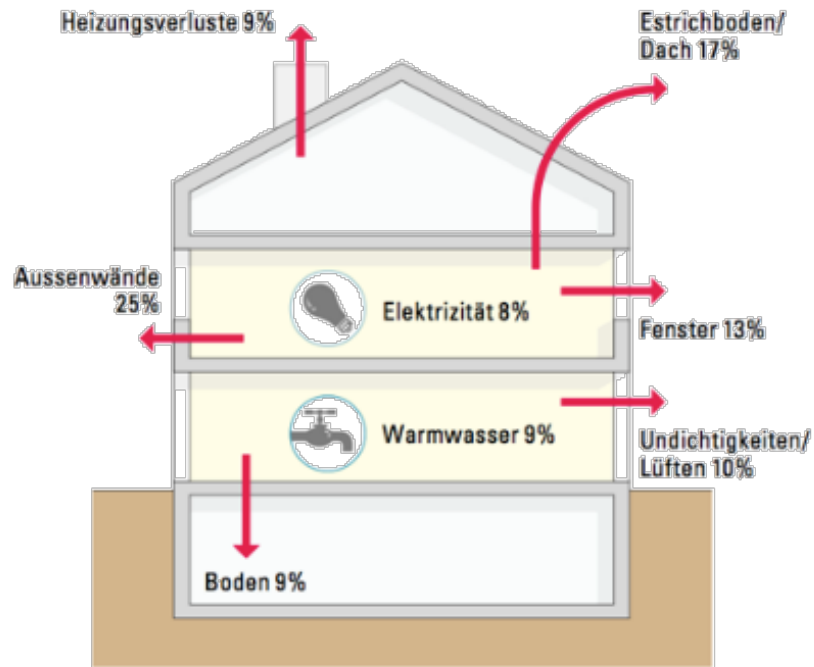 Heizungsverluste 9%
Estrichboden/
Dach 17%
Aussenwände
25%
Elektrizität 8%
Fenster 13%
Warmwasser 9%
Undichtigkeiten/
Lüften 10%
Boden 9%